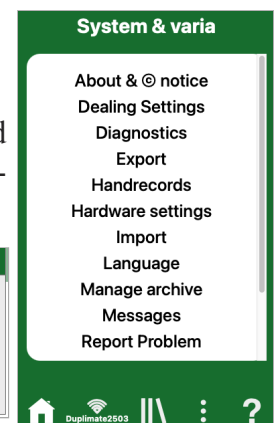 System & varia
About & © notice
Dealing Settings
Diagnostics
Export
Handrecords
Hardware settings
Import
Language
Manage archive
Messages
Report Problem
Duplimate2503
?